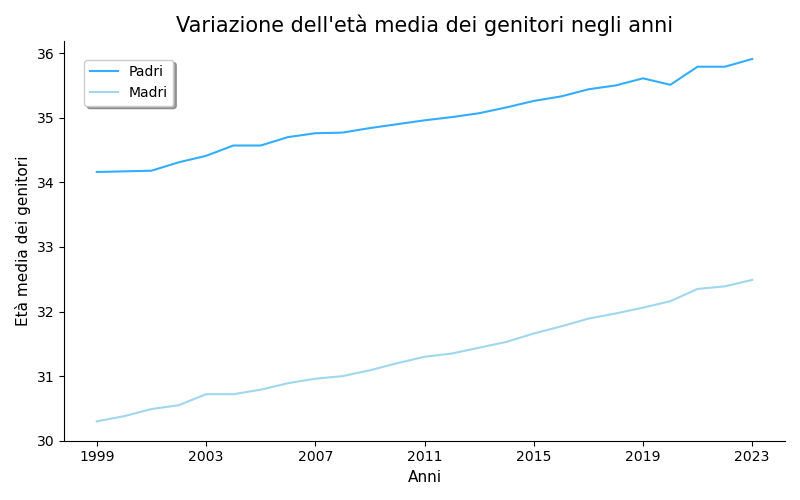 Variazione dell'età media dei genitori negli anni
Padri
Madri
Età media dei genitori
36
35
34
33
32
31
30
1999 2003 2007 2011 2015 2019 2023
Anni